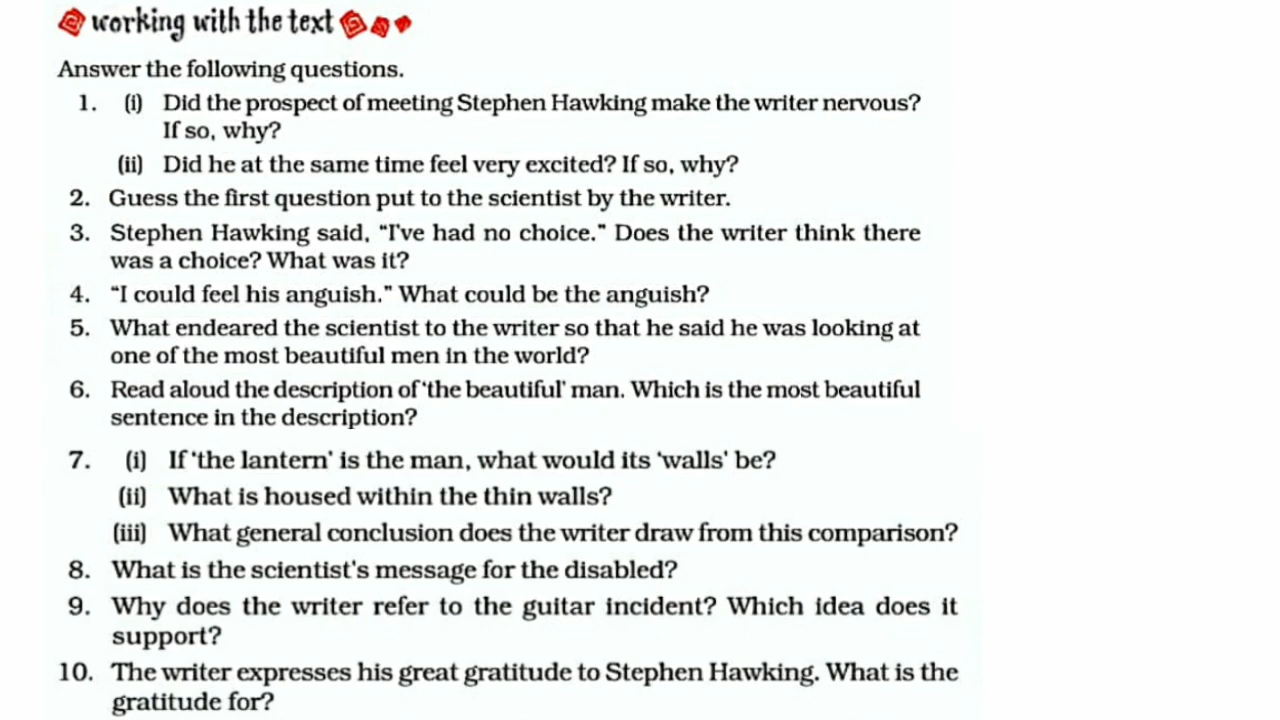 working with the text
Answer the following questions.
1. (i) Did the prospect of meeting Stephen Hawking make the writer nervous?
If so, why?
(ii) Did he at the same time feel very excited? If so, why?
2. Guess the first question put to the scientist by the writer.
3. Stephen Hawking said, “I've had no choice.” Does the writer think there
was a choice? What was it?
4. “I could feel his anguish.” What could be the anguish?
5. What endeared the scientist to the writer so that he said he was looking at
one of the most beautiful men in the world?
6. Read aloud the description of ‘the beautiful’ man. Which is the most beautiful
sentence in the description?
7. (i) If ‘the lantern’ is the man, what would its ‘walls’ be?
(ii) What is housed within the thin walls?
(iii) What general conclusion does the writer draw from this comparison?
8. What is the scientist's message for the disabled?
9. Why does the writer refer to the guitar incident? Which idea does it
support?
10. The writer expresses his great gratitude to Stephen Hawking. What is the
gratitude for?